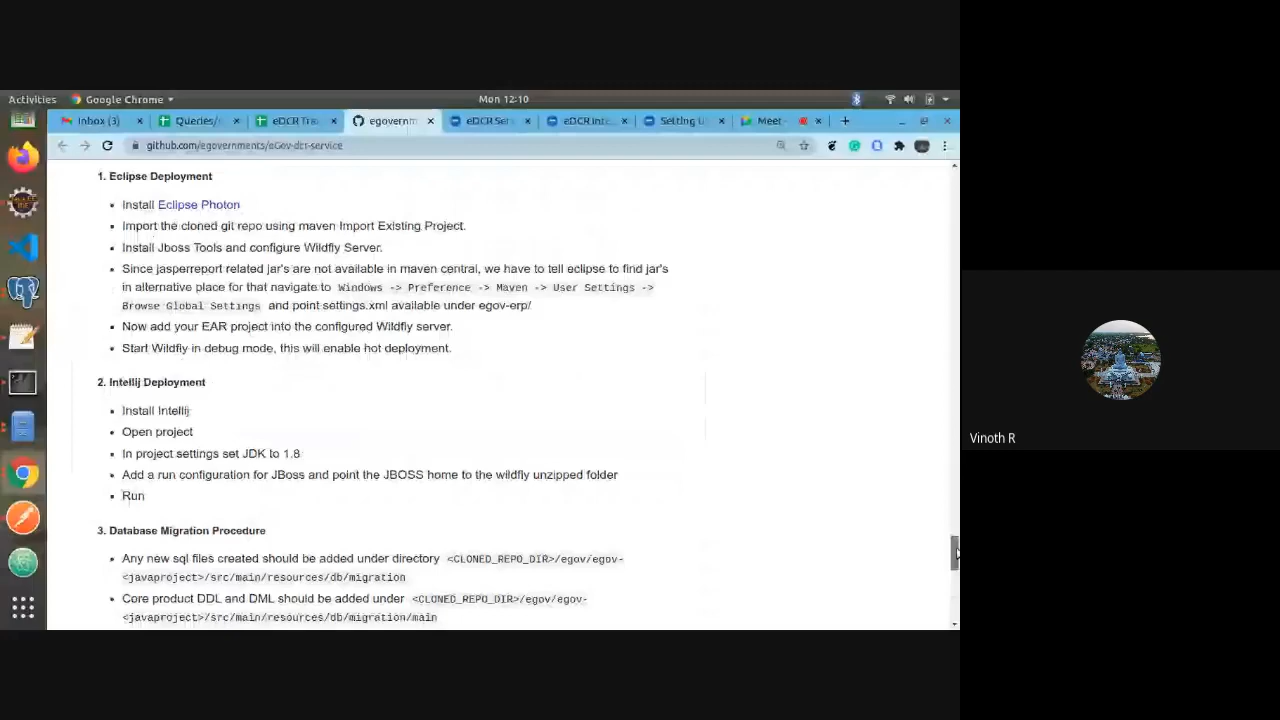 Activities
Google Chrome
Mon 12:10
Inbox (3)
Queries/
eDCR Tra
egovernm
eDCR Ser
eDCR Inte
Setting U
Meet -
github.com/egovernments/eGov-dcr-service
1. Eclipse Deployment
Install Eclipse Photon
Import the cloned git repo using maven Import Existing Project.
Install Jboss Tools and configure Wildfly Server.
Since jasperreport related jar's are not available in maven central, we have to tell eclipse to find jar's
in alternative place for that navigate to Windows -> Preference -> Maven -> User Settings ->
Browse Global Settings and point settings.xml available under egov-erp/
Now add your EAR project into the configured Wildfly server.
Start Wildfly in debug mode, this will enable hot deployment.
2. Intellij Deployment
Install Intellij
Open project
In project settings set JDK to 1.8
Add a run configuration for JBoss and point the JBOSS home to the wildfly unzipped folder
Run
3. Database Migration Procedure
Any new sql files created should be added under directory <CLONED_REPO_DIR>/egov/egov-
<javaproject>/src/main/resources/db/migration
Core product DDL and DML should be added under <CLONED_REPO_DIR>/egov/egov-
<javaproject>/src/main/resources/db/migration/main
Vinoth R